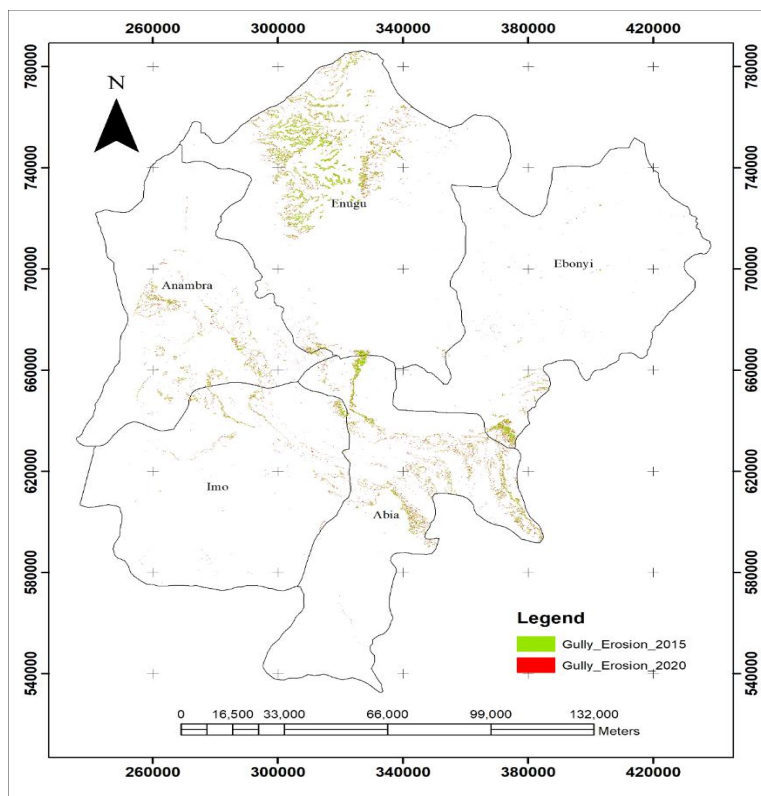 260000 300000 340000 380000 420000
780000 780000
N
740000 740000
Enugu
700000 700000
Ebonyi
Anambra
660000 660000
620000 620000
Imo
Abia
580000 580000
Legend
Gully_Erosion_2015
Gully_Erosion_2020
540000 540000
0 16,500 33,000 66,000 99,000 132,000
Meters
260000 300000 340000 380000 420000